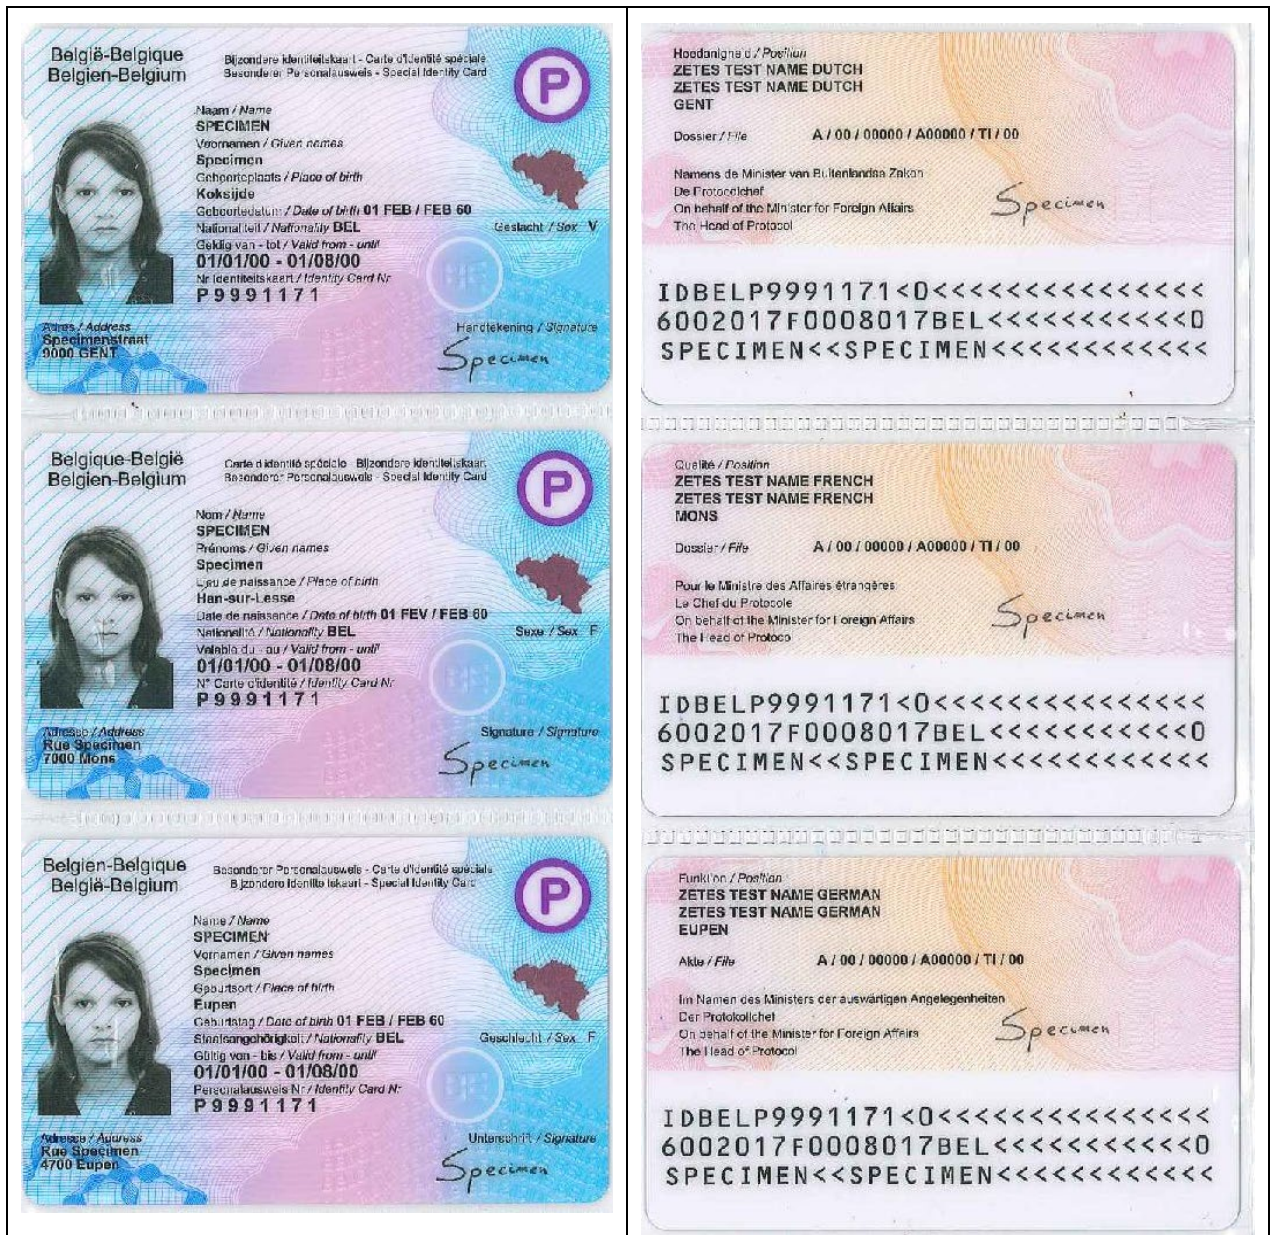 België-Belgique
Belgien-Belgium
Bijzondere identiteitskaart - Carte d'identité spéciale
Besonderer Personalausweis - Special Identity Card
P
Naam / Name
SPECIMEN
Voornamen / Given names
Specimen
Geboorteplaats / Place of birth
Koksijde
Geboortedatum / Date of birth 01 FEB / FEB 60
Nationaliteit / Nationality BEL
Geslacht / Sex V
Geldig van - tot / Valid from - until
01/01/00 - 01/08/00
Nr Identiteitskaart / Identity Card Nr
P9991171
BE
Adres / Address
Specimenstraat
9000 GENT
Handtekening / Signature
Specimen
Hoedanigheid / Position
ZETES TEST NAME DUTCH
ZETES TEST NAME DUTCH
GENT
Dossier / File A / 00 / 00000 / A00000 / TI / 00
Namens de Minister van Buitenlandse Zaken
De Protocolchef
On behalf of the Minister for Foreign Affairs
The Head of Protocol
Specimen
IDBELP9991171<0<<<<<<<<<<<<<<<
6002017F0008017BEL<<<<<<<<<<<0
SPECIMEN<<SPECIMEN<<<<<<<<<<<<
Belgique-België
Belgien-Belgium
Carte d'identité spéciale - Bijzondere identiteitskaart
Besonderer Personalausweis - Special Identity Card
P
Nom / Name
SPECIMEN
Prénoms / Given names
Specimen
Lieu de naissance / Place of birth
Han-sur-Lesse
Date de naissance / Date of birth 01 FEV / FEB 60
Nationalité / Nationality BEL
Sexe / Sex F
Valable du - au / Valid from - until
01/01/00 - 01/08/00
N° Carte d'identité / Identity Card Nr
P9991171
BE
Adresse / Address
Rue Specimen
7000 Mons
Signature / Signature
Specimen
Qualité / Position
ZETES TEST NAME FRENCH
ZETES TEST NAME FRENCH
MONS
Dossier / File A / 00 / 00000 / A00000 / TI / 00
Pour le Ministre des Affaires étrangères
Le Chef du Protocole
On behalf of the Minister for Foreign Affairs
The Head of Protoco
Specimen
IDBELP9991171<0<<<<<<<<<<<<<<<
6002017F0008017BEL<<<<<<<<<<<0
SPECIMEN<<SPECIMEN<<<<<<<<<<<<
Belgien-Belgique
België-Belgium
Besonderer Personalausweis - Carte d'identité spéciale
Bijzondere identiteitskaart - Special Identity Card
P
Name / Name
SPECIMEN
Vornamen / Given names
Specimen
Geburtsort / Place of birth
Eupen
Geburtstag / Date of birth 01 FEB / FEB 60
Staatsangehörigkeit / Nationality BEL
Geschlecht / Sex F
Gültig von - bis / Valid from - until
01/01/00 - 01/08/00
Personalausweis Nr / Identity Card Nr
P9991171
BE
Adresse / Address
Rue Specimen
4700 Eupen
Unterschrift / Signature
Specimen
Funktion / Position
ZETES TEST NAME GERMAN
ZETES TEST NAME GERMAN
EUPEN
Akte / File A / 00 / 00000 / A00000 / TI / 00
Im Namen des Ministers der auswärtigen Angelegenheiten
Der Protokollchef
On behalf of the Minister for Foreign Affairs
The Head of Protocol
Specimen
IDBELP9991171<0<<<<<<<<<<<<<<<
6002017F0008017BEL<<<<<<<<<<<0
SPECIMEN<<SPECIMEN<<<<<<<<<<<<